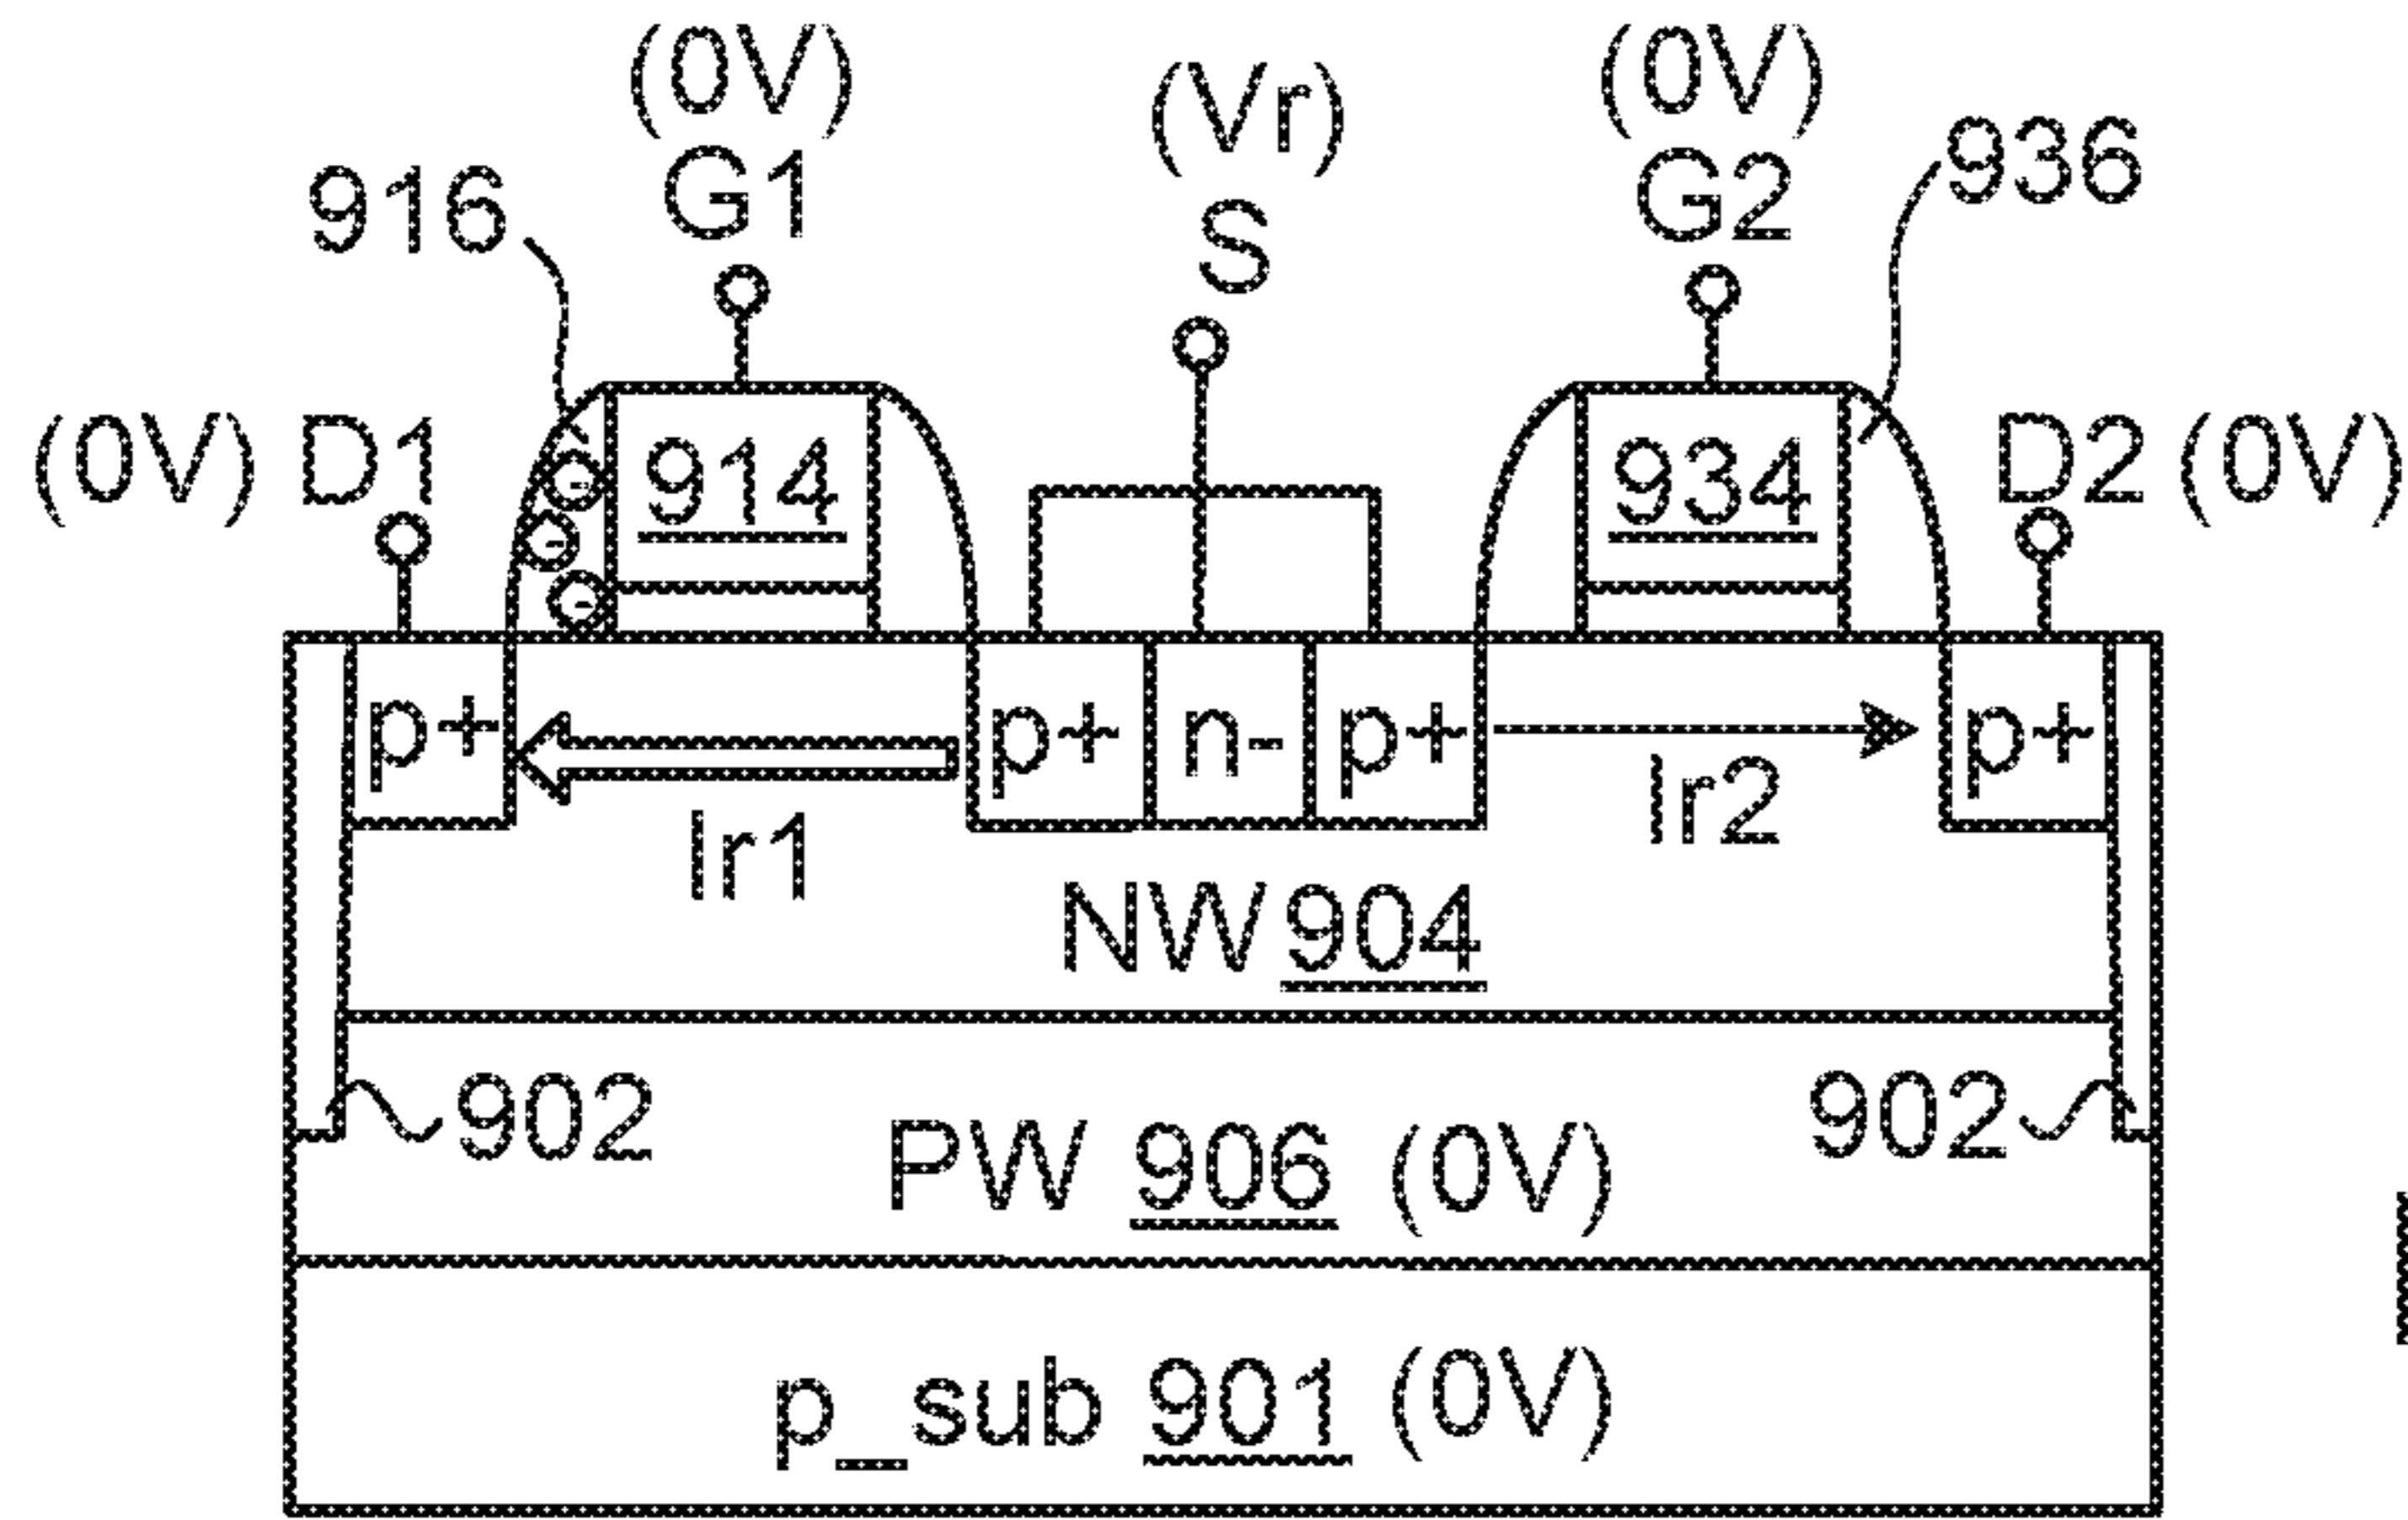 (0V) (Vr) (0V)
916 G1 S G2 936
(0V) D1 914 934 D2 (0V)
- - -
p+ p+ n- p+ p+
Ir1 Ir2
NW 904
902 902
PW 906 (0V)
p_sub 901 (0V)